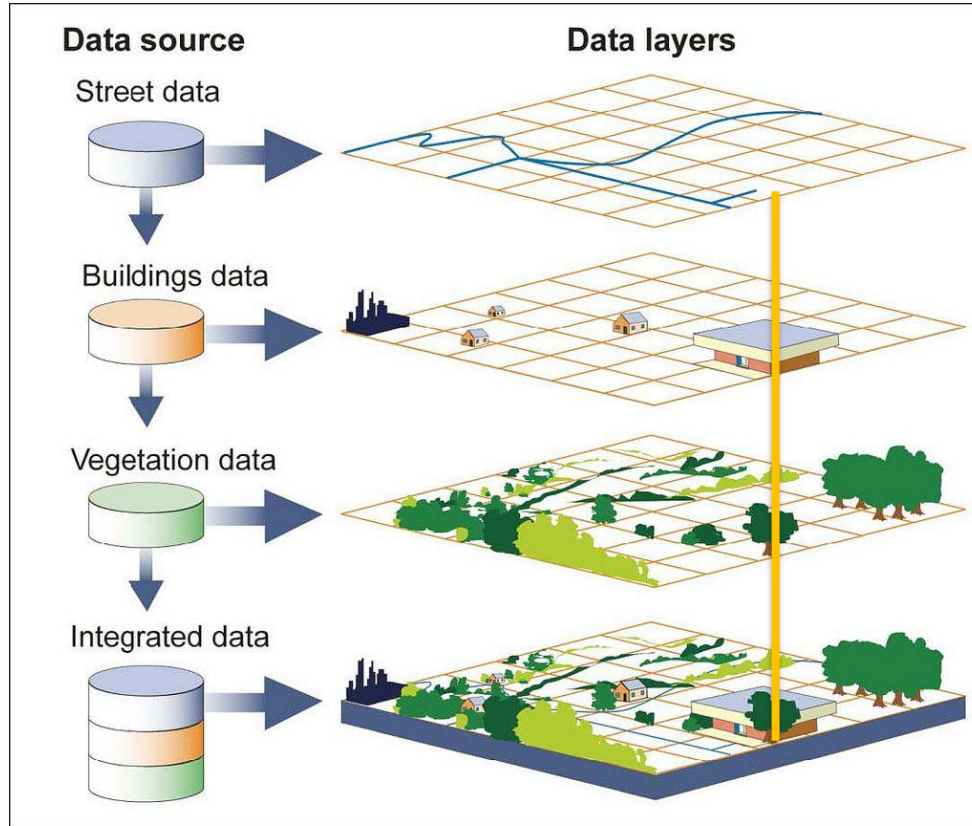 Data source
Data layers
Street data
Buildings data
Vegetation data
Integrated data